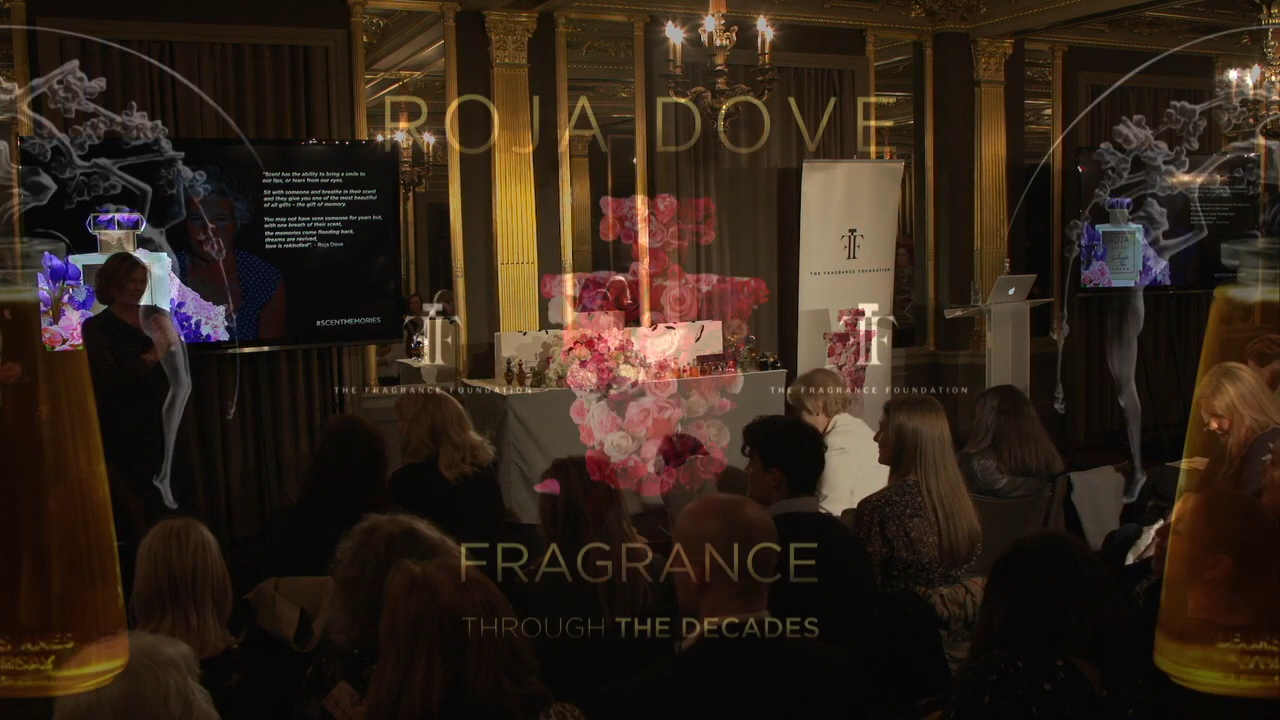 ROJA DOVE
"Scent has the ability to bring a smile to
our lips, or tears from our eyes.
Sit with someone and breathe in their scent
and they give you one of the most beautiful
of all gifts – the gift of memory.
You may not have seen someone for years but,
with one breath of their scent,
the memories come flooding back,
dreams are revived,
love is rekindled". - Roja Dove
#SCENTMEMORIES
THE FRAGRANCE FOUNDATION
ROJA
THE FRAGRANCE FOUNDATION
THE FRAGRANCE FOUNDATION
FRAGRANCE
THROUGH THE DECADES